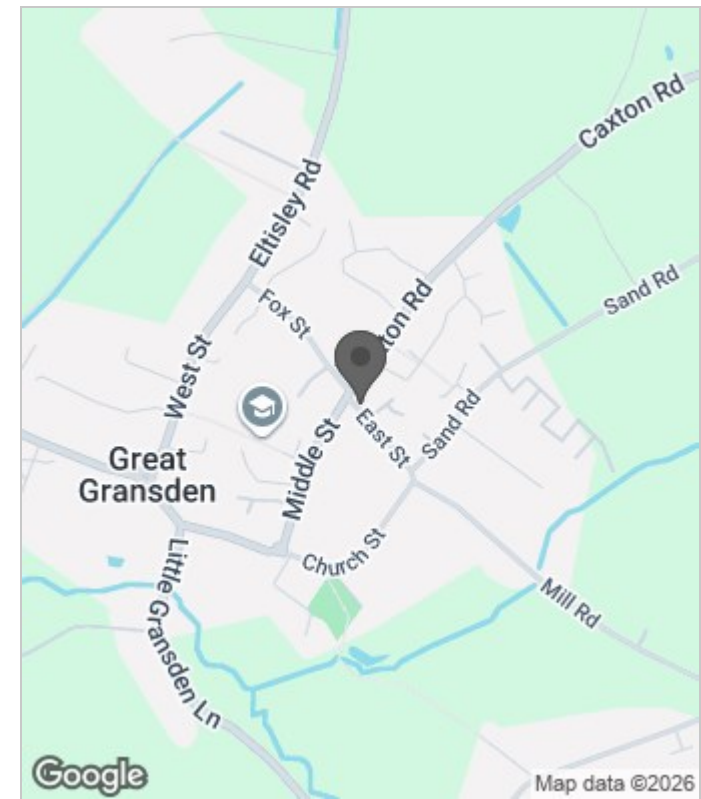 Caxton Rd
Eltisley Rd
Sand Rd
Fox St
ton Rd
West St
East St
Sand Rd
Middle St
Great
Gransden
Church St
Little Gransden Ln
Mill Rd
Google
Map data ©2026